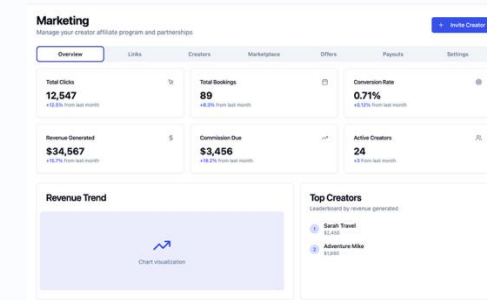 Marketing
Manage your creator affiliate program and partnerships
+ Invite Creator
Overview
Links
Creators
Marketplace
Offers
Payouts
Settings
Total Clicks
12,547
+12.5% from last month
Total Bookings
89
+8.2% from last month
Conversion Rate
0.71%
+0.12% from last month
Revenue Generated
$
$34,567
+15.7% from last month
Commission Due
$3,456
from last month
Active Creators
24
+3 from last month
Revenue Trend
Chart visualization
Top Creators
Leaderboard by revenue generated
1
Sarah Travel
$2,450
2
Adventure Mike
$1,890